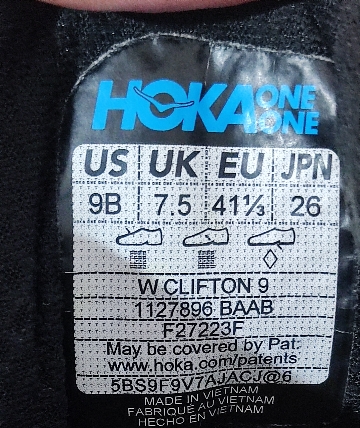 HOKA ONE ONE
US UK EU JPN
9B 7.5 41⅓ 26
W CLIFTON 9
1127896 BAAB
F27223F
May be covered by Pat.
www.hoka.com/patents
5BS9F9V7AJACJ@6
MADE IN VIETNAM
FABRIQUÉ AU VIETNAM
HECHO EN VIETNAM